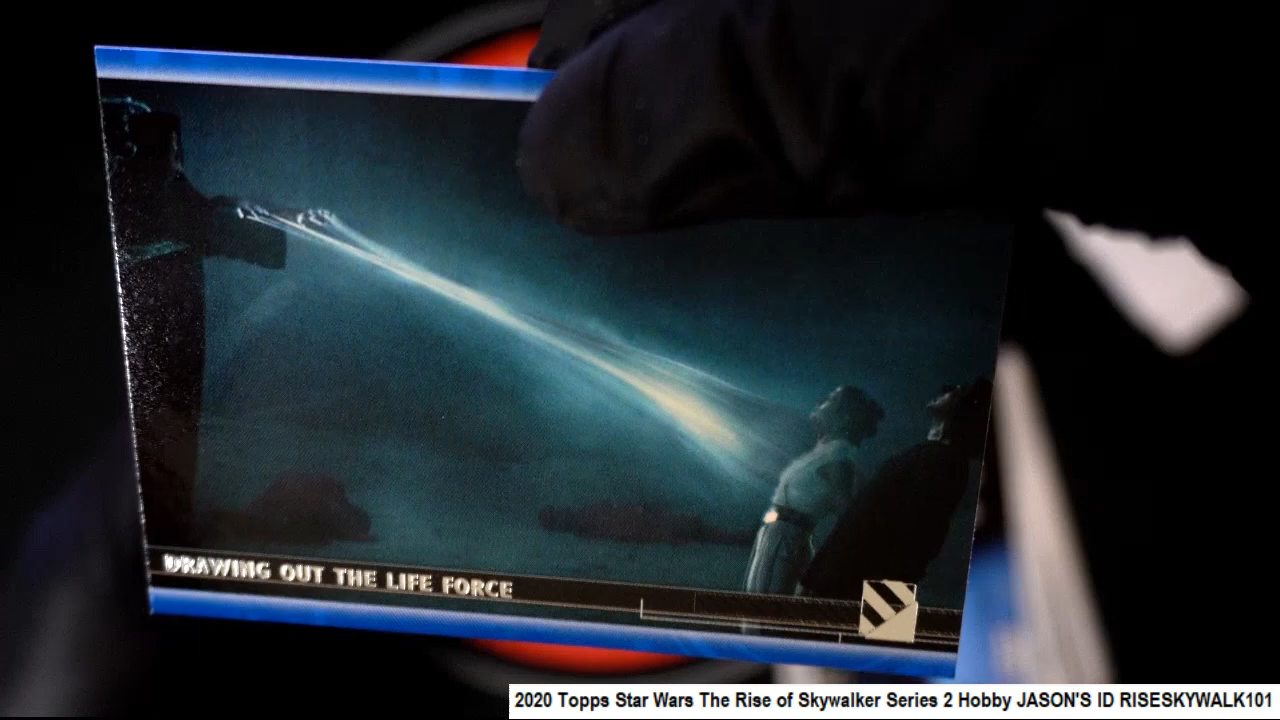 DRAWING OUT THE LIFE FORCE
2020 Topps Star Wars The Rise of Skywalker Series 2 Hobby JASON'S ID RISESKYWALK101